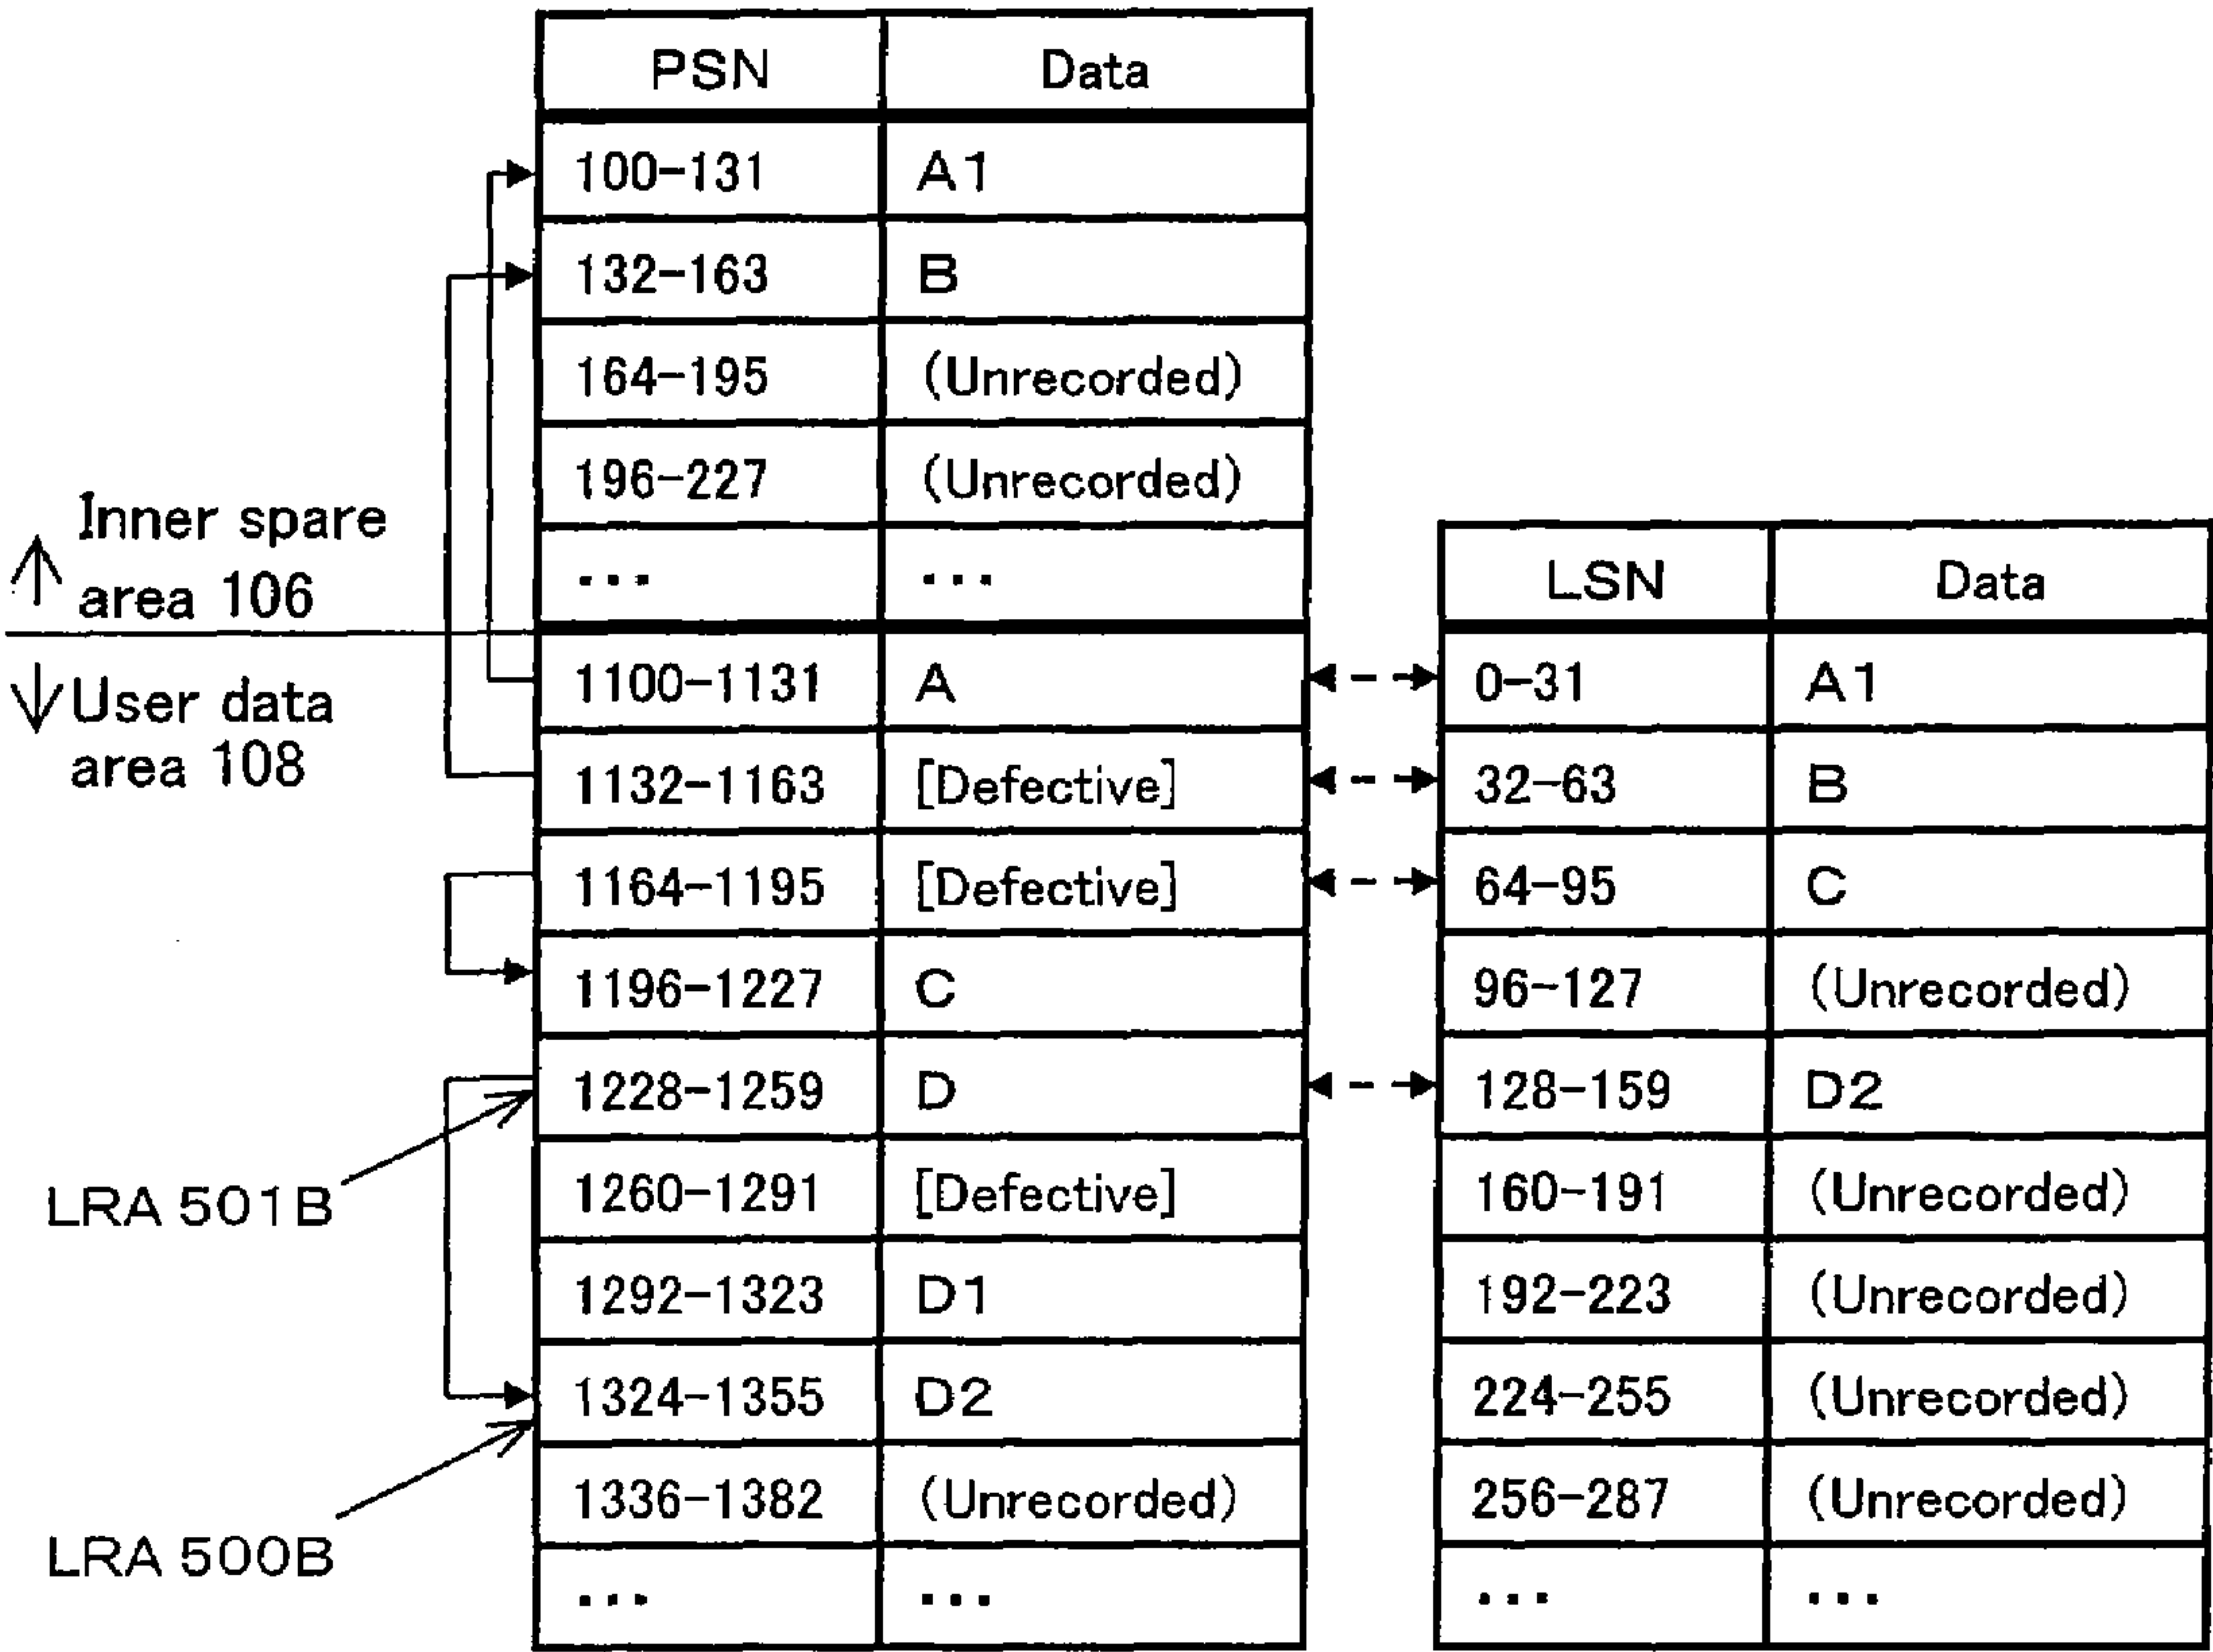 PSN Data
100-131 A1
132-163 B
164-195 (Unrecorded)
196-227 (Unrecorded)
... ...
1100-1131 A
1132-1163 [Defective]
1164-1195 [Defective]
1196-1227 C
1228-1259 D
1260-1291 [Defective]
1292-1323 D1
1324-1355 D2
1336-1382 (Unrecorded)
... ...
Inner spare
area 106
User data
area 108
LRA 501B
LRA 500B
LSN Data
0-31 A1
32-63 B
64-95 C
96-127 (Unrecorded)
128-159 D2
160-191 (Unrecorded)
192-223 (Unrecorded)
224-255 (Unrecorded)
256-287 (Unrecorded)
... ...